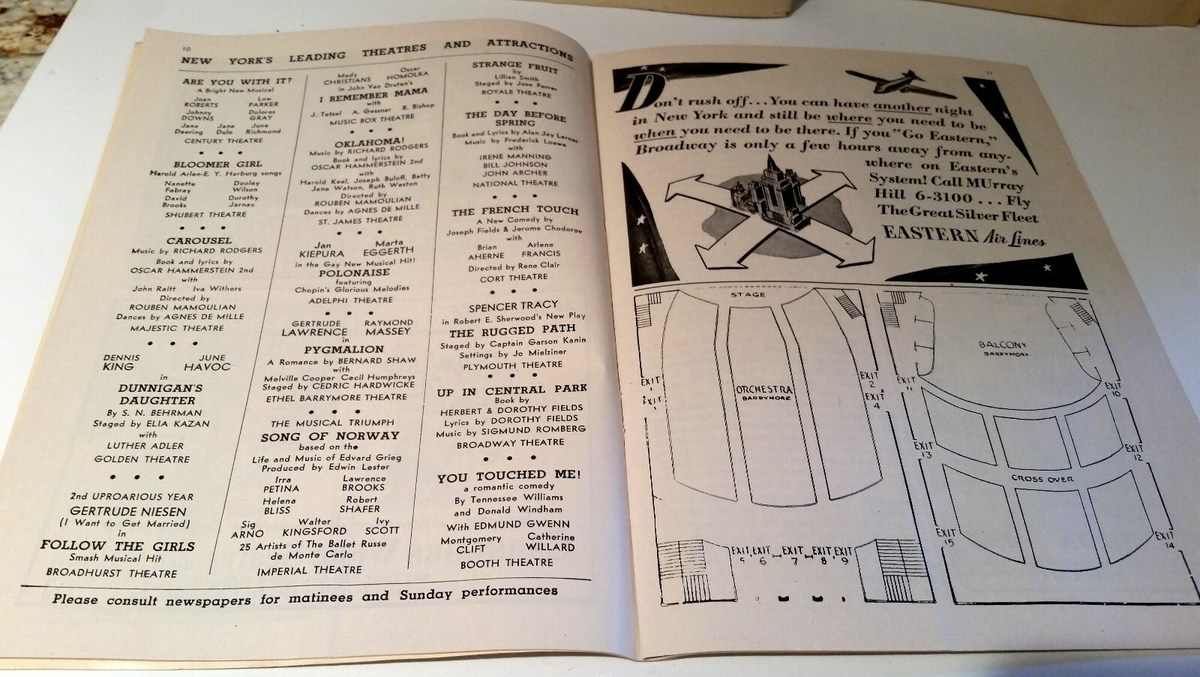 10
NEW YORK'S LEADING THEATRES AND ATTRACTIONS
ARE YOU WITH IT?
A Bright New Musical
Joan Lew
ROBERTS PARKER
Johnny Dolores
DOWNS GRAY
Jane Jane June
Deering Dulo Richmond
CENTURY THEATRE
BLOOMER GIRL
Harold Arlen-E. Y. Harburg songs
Nanette Dooley
Fabray Wilson
David Dorothy
Brooks Jarnac
SHUBERT THEATRE
CAROUSEL
Music by RICHARD RODGERS
Book and lyrics by
OSCAR HAMMERSTEIN 2nd
with
John Raitt Iva Withers
Directed by
ROUBEN MAMOULIAN
Dances by AGNES DE MILLE
MAJESTIC THEATRE
DENNIS JUNE
KING HAVOC
in
DUNNIGAN'S
DAUGHTER
By S. N. BEHRMAN
Staged by ELIA KAZAN
with
LUTHER ADLER
GOLDEN THEATRE
2nd UPROARIOUS YEAR
GERTRUDE NIESEN
(I Want to Get Married)
in
FOLLOW THE GIRLS
Smash Musical Hit
BROADHURST THEATRE
Mady Oscar
CHRISTIANS HOMOLKA
in John Van Druten's
I REMEMBER MAMA
with
J. Tetzel A. Gessner R. Bishop
MUSIC BOX THEATRE
OKLAHOMA!
Music by RICHARD RODGERS
Book and lyrics by
OSCAR HAMMERSTEIN 2nd
with
Harold Keel, Joseph Buloff, Betty
Jane Watson, Ruth Weston
Directed by
ROUBEN MAMOULIAN
Dances by AGNES DE MILLE
ST. JAMES THEATRE
Jan Marta
KIEPURA EGGERTH
in the Gay New Musical Hit!
POLONAISE
featuring
Chopin's Glorious Melodies
ADELPHI THEATRE
GERTRUDE RAYMOND
LAWRENCE MASSEY
in
PYGMALION
A Romance by BERNARD SHAW
with
Melville Cooper Cecil Humphreys
Staged by CEDRIC HARDWICKE
ETHEL BARRYMORE THEATRE
THE MUSICAL TRIUMPH
SONG OF NORWAY
based on the
Life and Music of Edvard Grieg
Produced by Edwin Lester
Irra Lawrence
PETINA BROOKS
Helena Robert
BLISS SHAFER
Sig Walter Ivy
ARNO KINGSFORD SCOTT
25 Artists of The Ballet Russe
de Monte Carlo
IMPERIAL THEATRE
STRANGE FRUIT
by
Lillian Smith
Staged by Jose Ferrer
ROYALE THEATRE
THE DAY BEFORE
SPRING
Book and Lyrics by Alan Jay Lerner
Music by Frederick Loewe
with
IRENE MANNING
BILL JOHNSON
JOHN ARCHER
NATIONAL THEATRE
THE FRENCH TOUCH
A New Comedy by
Joseph Fields & Jerome Chodorov
with
Brian Arlene
AHERNE FRANCIS
Directed by Rene Clair
CORT THEATRE
SPENCER TRACY
in Robert E. Sherwood's New Play
THE RUGGED PATH
Staged by Captain Garson Kanin
Settings by Jo Mielziner
PLYMOUTH THEATRE
UP IN CENTRAL PARK
Book by
HERBERT & DOROTHY FIELDS
Lyrics by DOROTHY FIELDS
Music by SIGMUND ROMBERG
BROADWAY THEATRE
YOU TOUCHED ME!
a romantic comedy
By Tennessee Williams
and Donald Windham
With EDMUND GWENN
Montgomery Catherine
CLIFT WILLARD
BOOTH THEATRE
Please consult newspapers for matinees and Sunday performances
11
Don't rush off...You can have another night
in New York and still be where you need to be
when you need to be there. If you "Go Eastern,"
Broadway is only a few hours away from any-
where on Eastern's
System! Call MUrray
Hill 6-3100 ... Fly
The Great Silver Fleet
EASTERN Air Lines
STAGE
ORCHESTRA
BARRYMORE
EXIT
EXIT
1
EXIT
2
EXIT
4
EXIT EXIT EXIT EXIT
5 6 7 8 9
BALCONY
BARRYMORE
EXIT
11
EXIT
10
EXIT
13
EXIT
12
CROSS OVER
EXIT
15
EXIT
14